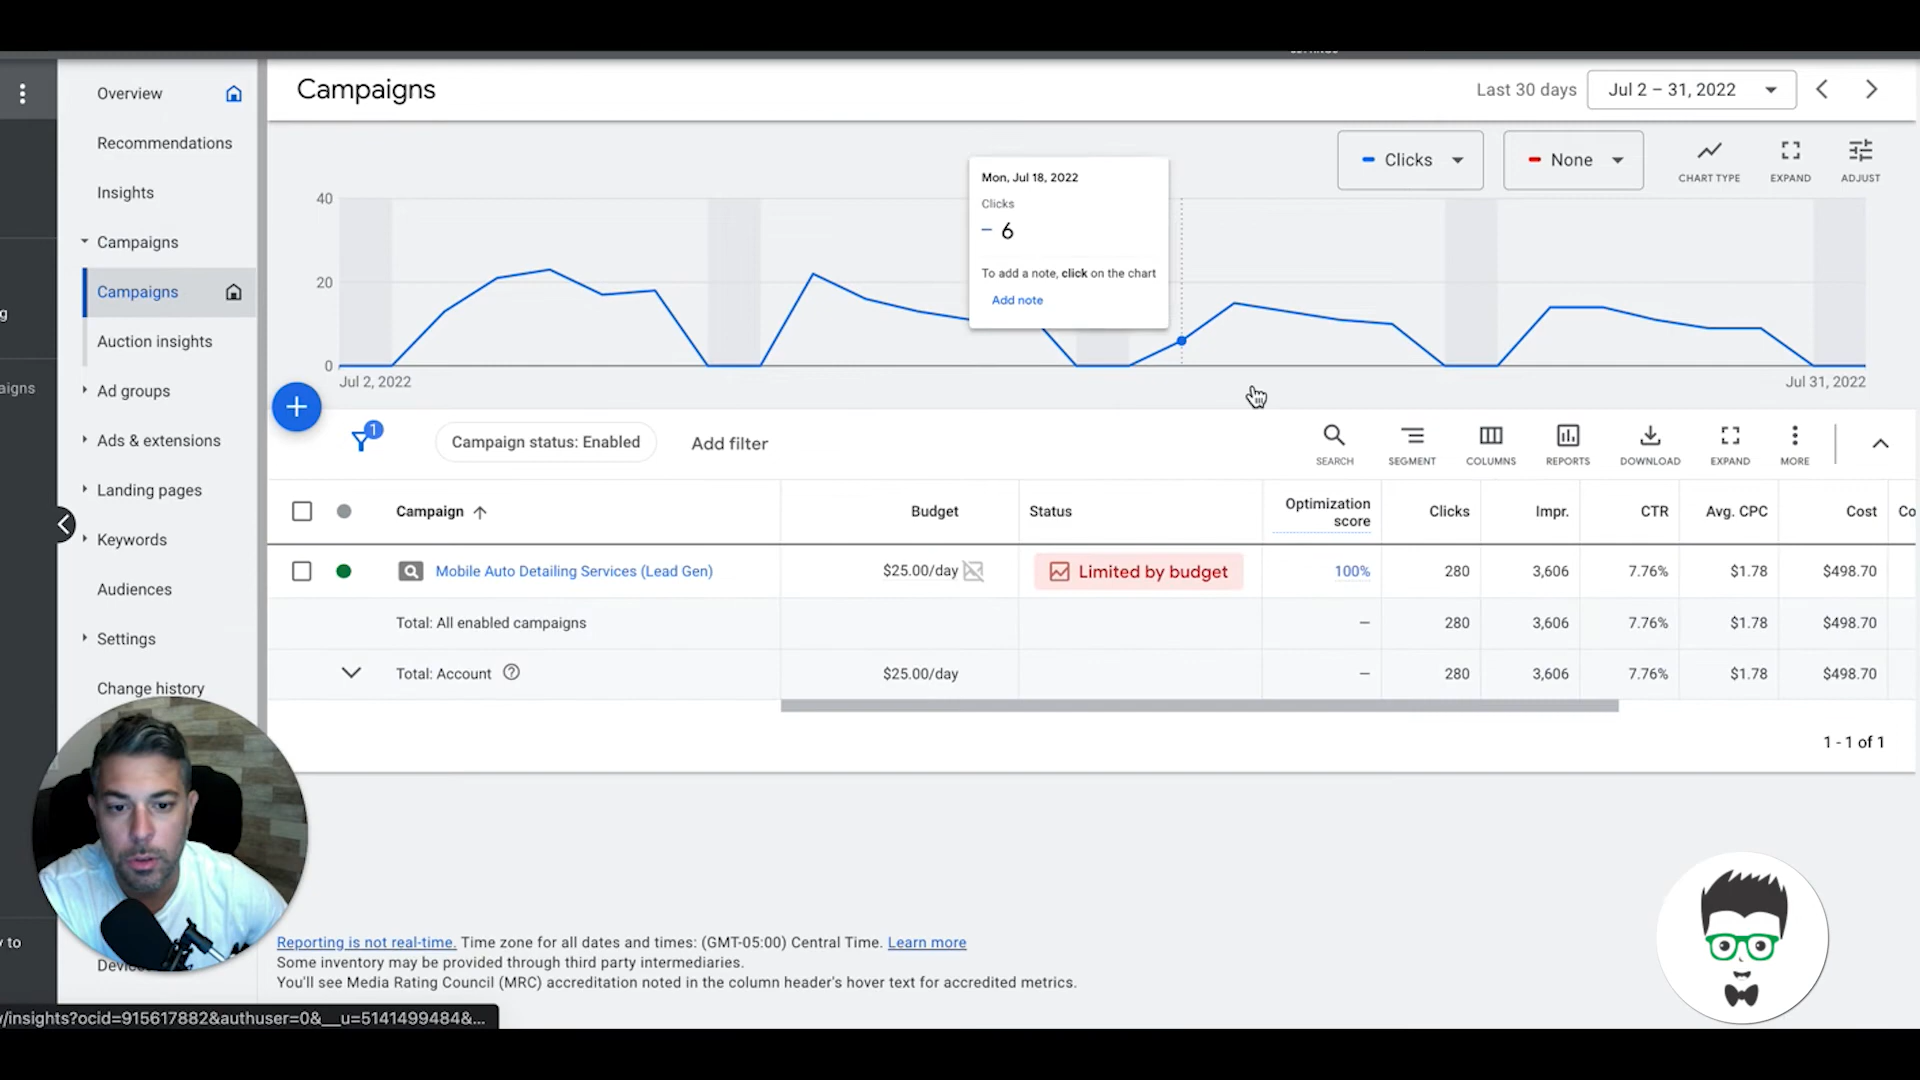 Overview
Recommendations
Insights
Campaigns
Campaigns
Auction insights
Ad groups
Ads & extensions
Landing pages
Keywords
Audiences
Settings
Change history
g
aigns
y to
Campaigns
Last 30 days
Jul 2 – 31, 2022
Clicks
None
CHART TYPE
EXPAND
ADJUST
40
20
0
Jul 2, 2022
Jul 31, 2022
Mon, Jul 18, 2022
Clicks
6
To add a note, click on the chart
Add note
1
Campaign status: Enabled
Add filter
SEARCH
SEGMENT
COLUMNS
REPORTS
DOWNLOAD
EXPAND
MORE
Campaign Budget Status Optimization score Clicks Impr. CTR Avg. CPC Cost Co
Mobile Auto Detailing Services (Lead Gen) $25.00/day Limited by budget 100% 280 3,606 7.76% $1.78 $498.70
Total: All enabled campaigns — 280 3,606 7.76% $1.78 $498.70
Total: Account $25.00/day — 280 3,606 7.76% $1.78 $498.70
1 - 1 of 1
Reporting is not real-time. Time zone for all dates and times: (GMT-05:00) Central Time. Learn more
Some inventory may be provided through third party intermediaries.
You'll see Media Rating Council (MRC) accreditation noted in the column header's hover text for accredited metrics.
/insights?ocid=915617882&authuser=0&__u=5141499484&...